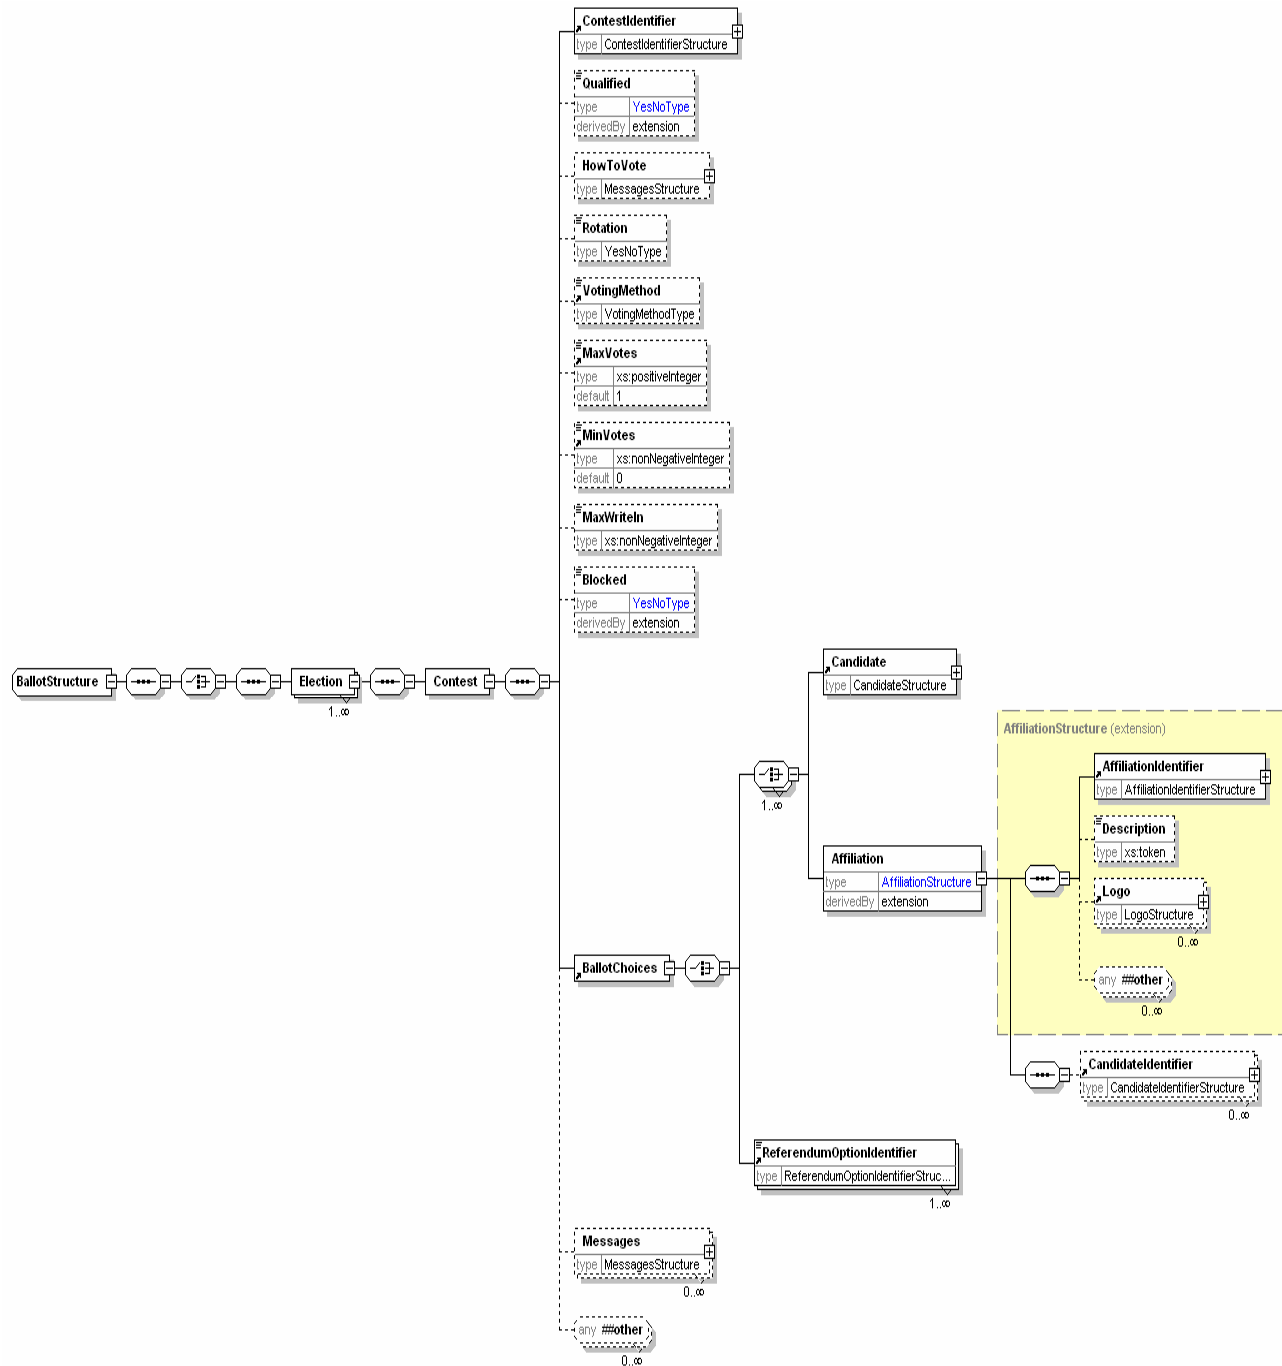 ContestIdentifier
type ContestIdentifierStructure
Qualified
type YesNoType
derivedBy extension
HowToVote
type MessagesStructure
Rotation
type YesNoType
VotingMethod
type VotingMethodType
MaxVotes
type xs:positiveInteger
default 1
MinVotes
type xs:nonNegativeInteger
default 0
MaxWriteIn
type xs:nonNegativeInteger
Blocked
type YesNoType
derivedBy extension
BallotStructure
Election
1..∞
Contest
Candidate
type CandidateStructure
1..∞
AffiliationStructure (extension)
AffiliationIdentifier
type AffiliationIdentifierStructure
Description
type xs:token
Affiliation
type AffiliationStructure
derivedBy extension
Logo
type LogoStructure
0..∞
any ##other
0..∞
BallotChoices
CandidateIdentifier
type CandidateIdentifierStructure
0..∞
ReferendumOptionIdentifier
type ReferendumOptionIdentifierStruc...
1..∞
Messages
type MessagesStructure
0..∞
any ##other
0..∞